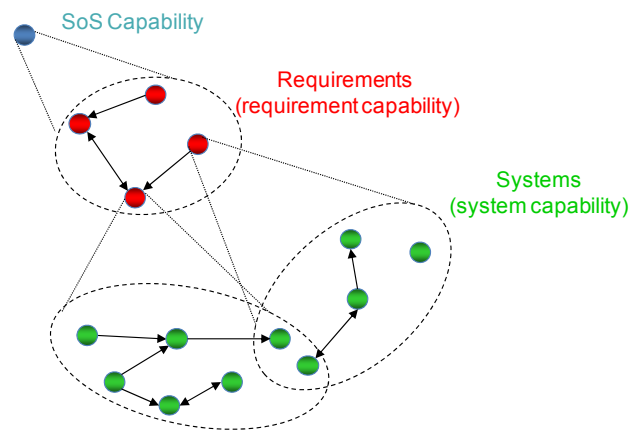 SoS Capability
Requirements
(requirement capability)
Systems
(system capability)